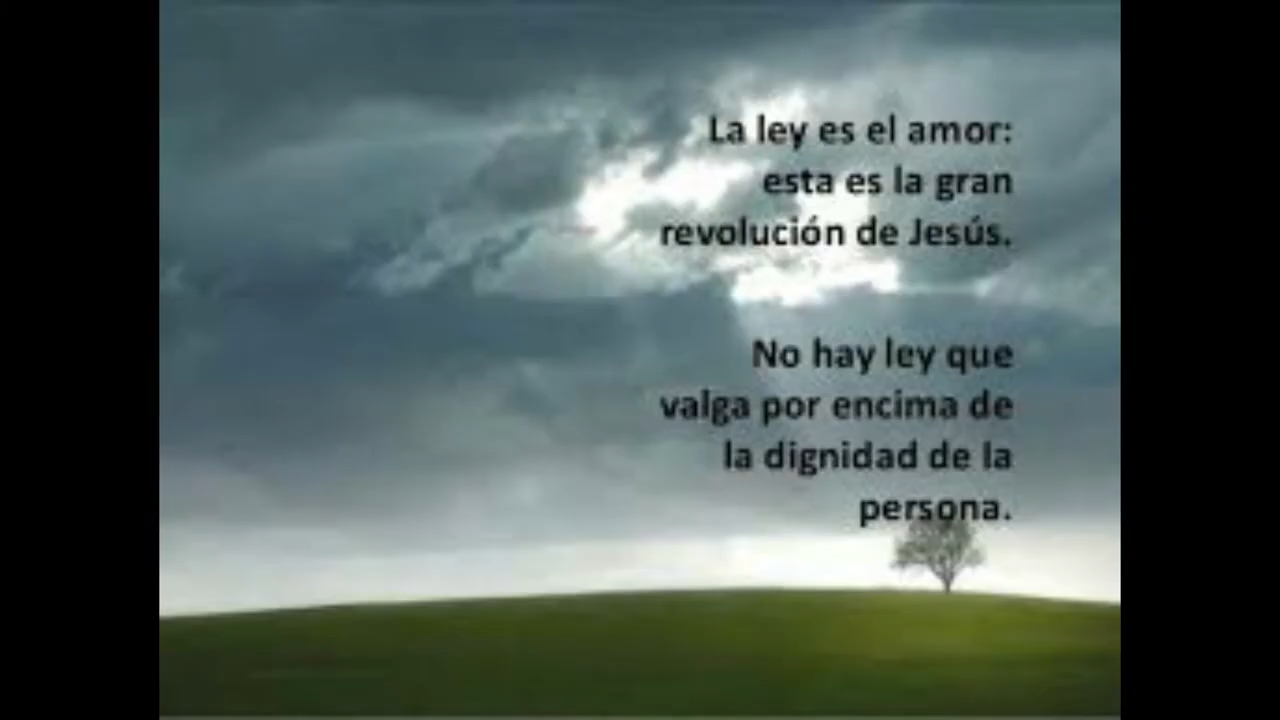 La ley es el amor:
esta es la gran
revolución de Jesús.
No hay ley que
valga por encima de
la dignidad de la
persona.